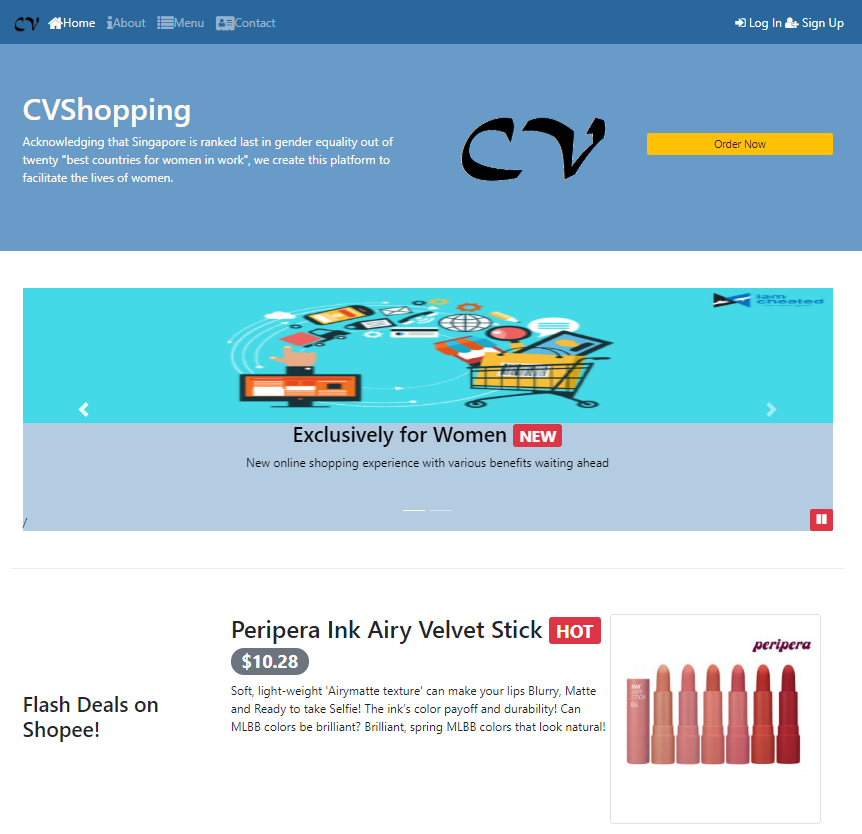 CV Home About Menu Contact Log In Sign Up
CVShopping
Acknowledging that Singapore is ranked last in gender equality out of
twenty "best countries for women in work", we create this platform to
facilitate the lives of women.
CV
Order Now
iam
cheated
Exclusively for Women NEW
New online shopping experience with various benefits waiting ahead
/
Flash Deals on
Shopee!
Peripera Ink Airy Velvet Stick HOT
$10.28
Soft, light-weight 'Airymatte texture' can make your lips Blurry, Matte
and Ready to take Selfie! The ink's color payoff and durability! Can
MLBB colors be brilliant? Brilliant, spring MLBB colors that look natural!
peripera
INK
AIRY
STICK